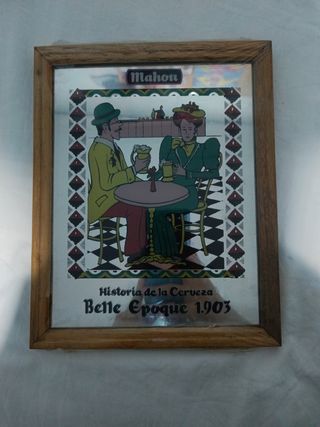 Mahou
Historia de la Cerveza
Belle Epoque 1.903